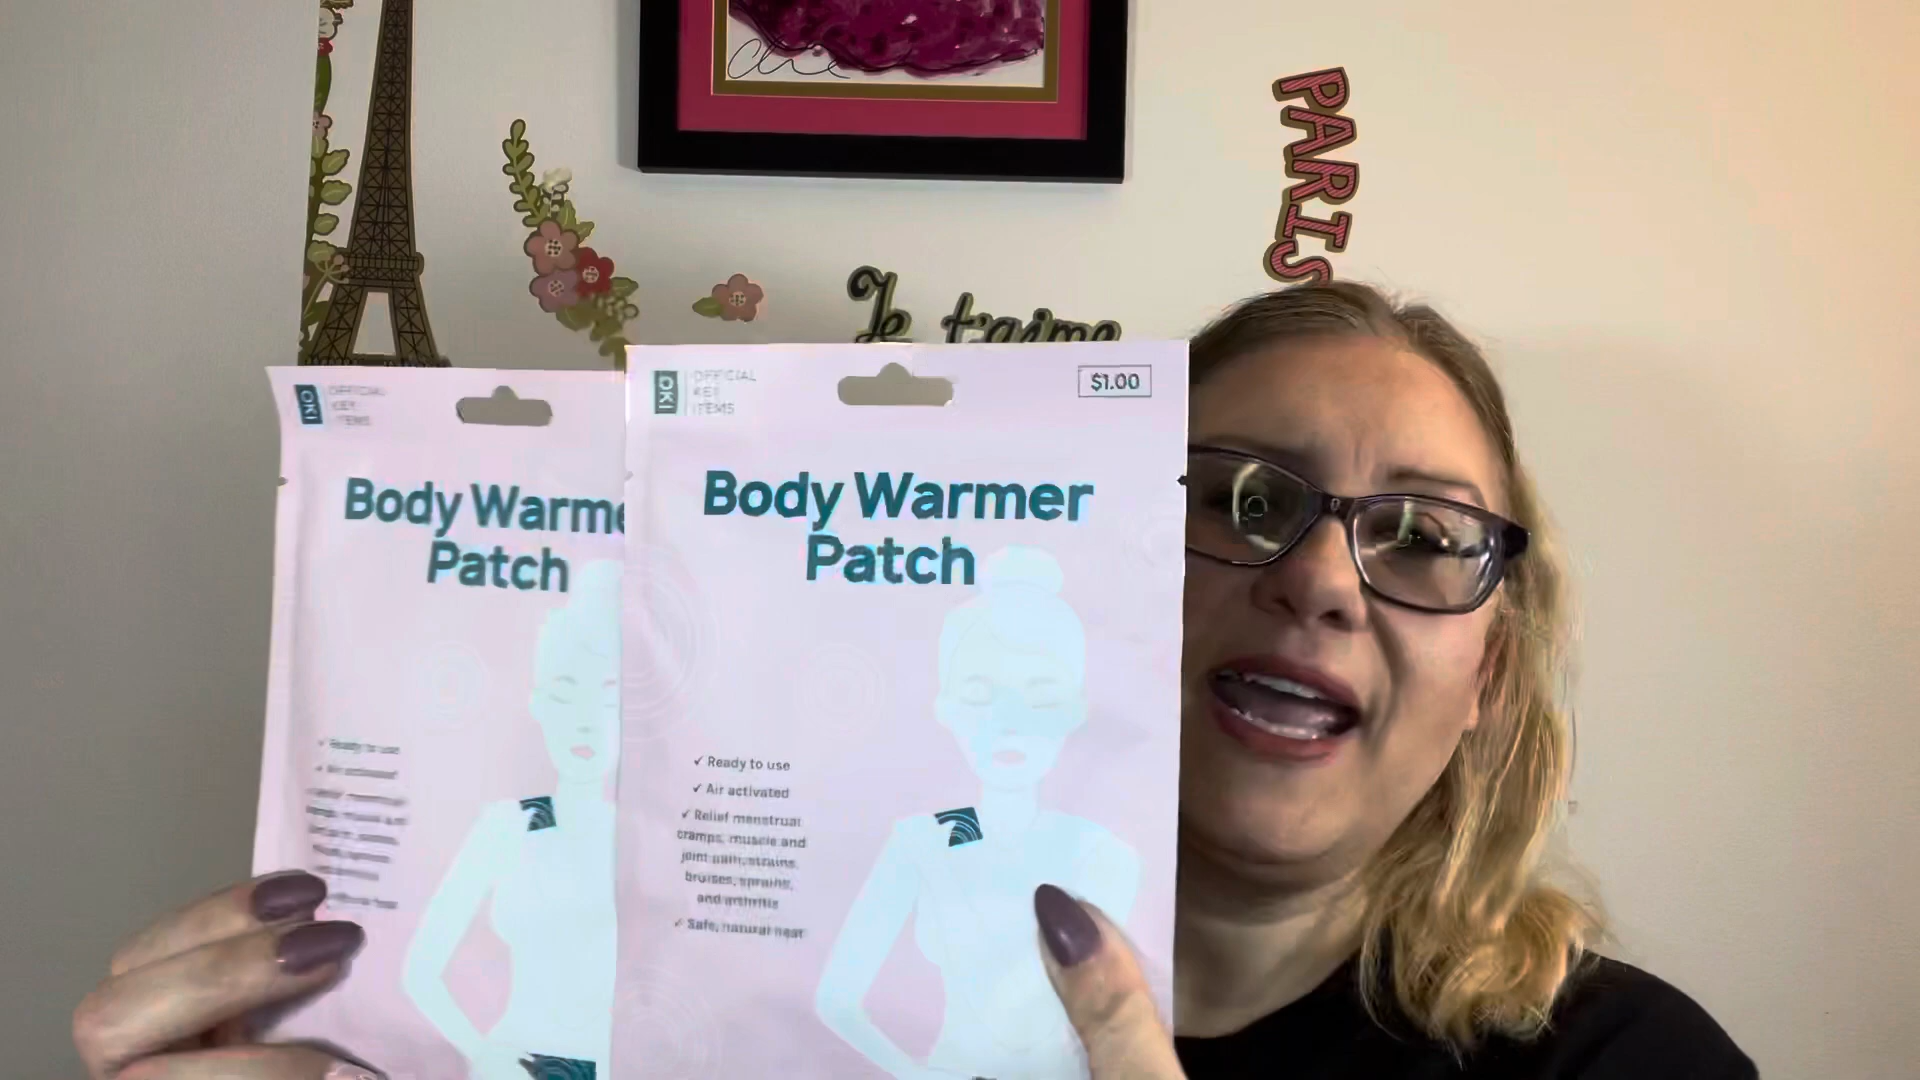 PARIS
Je t'aime
OKI
OFFICIAL
KEY
ITEMS
Body Warme
Patch
✓ Ready to use
✓ Air activated
OKI
OFFICIAL
KEY
ITEMS
$1.00
Body Warmer
Patch
✓ Ready to use
✓ Air activated
✓ Relief menstrual
cramps, muscle and
joint pain, strains,
bruises, sprains,
and arthritis
✓ Safe, natural heat